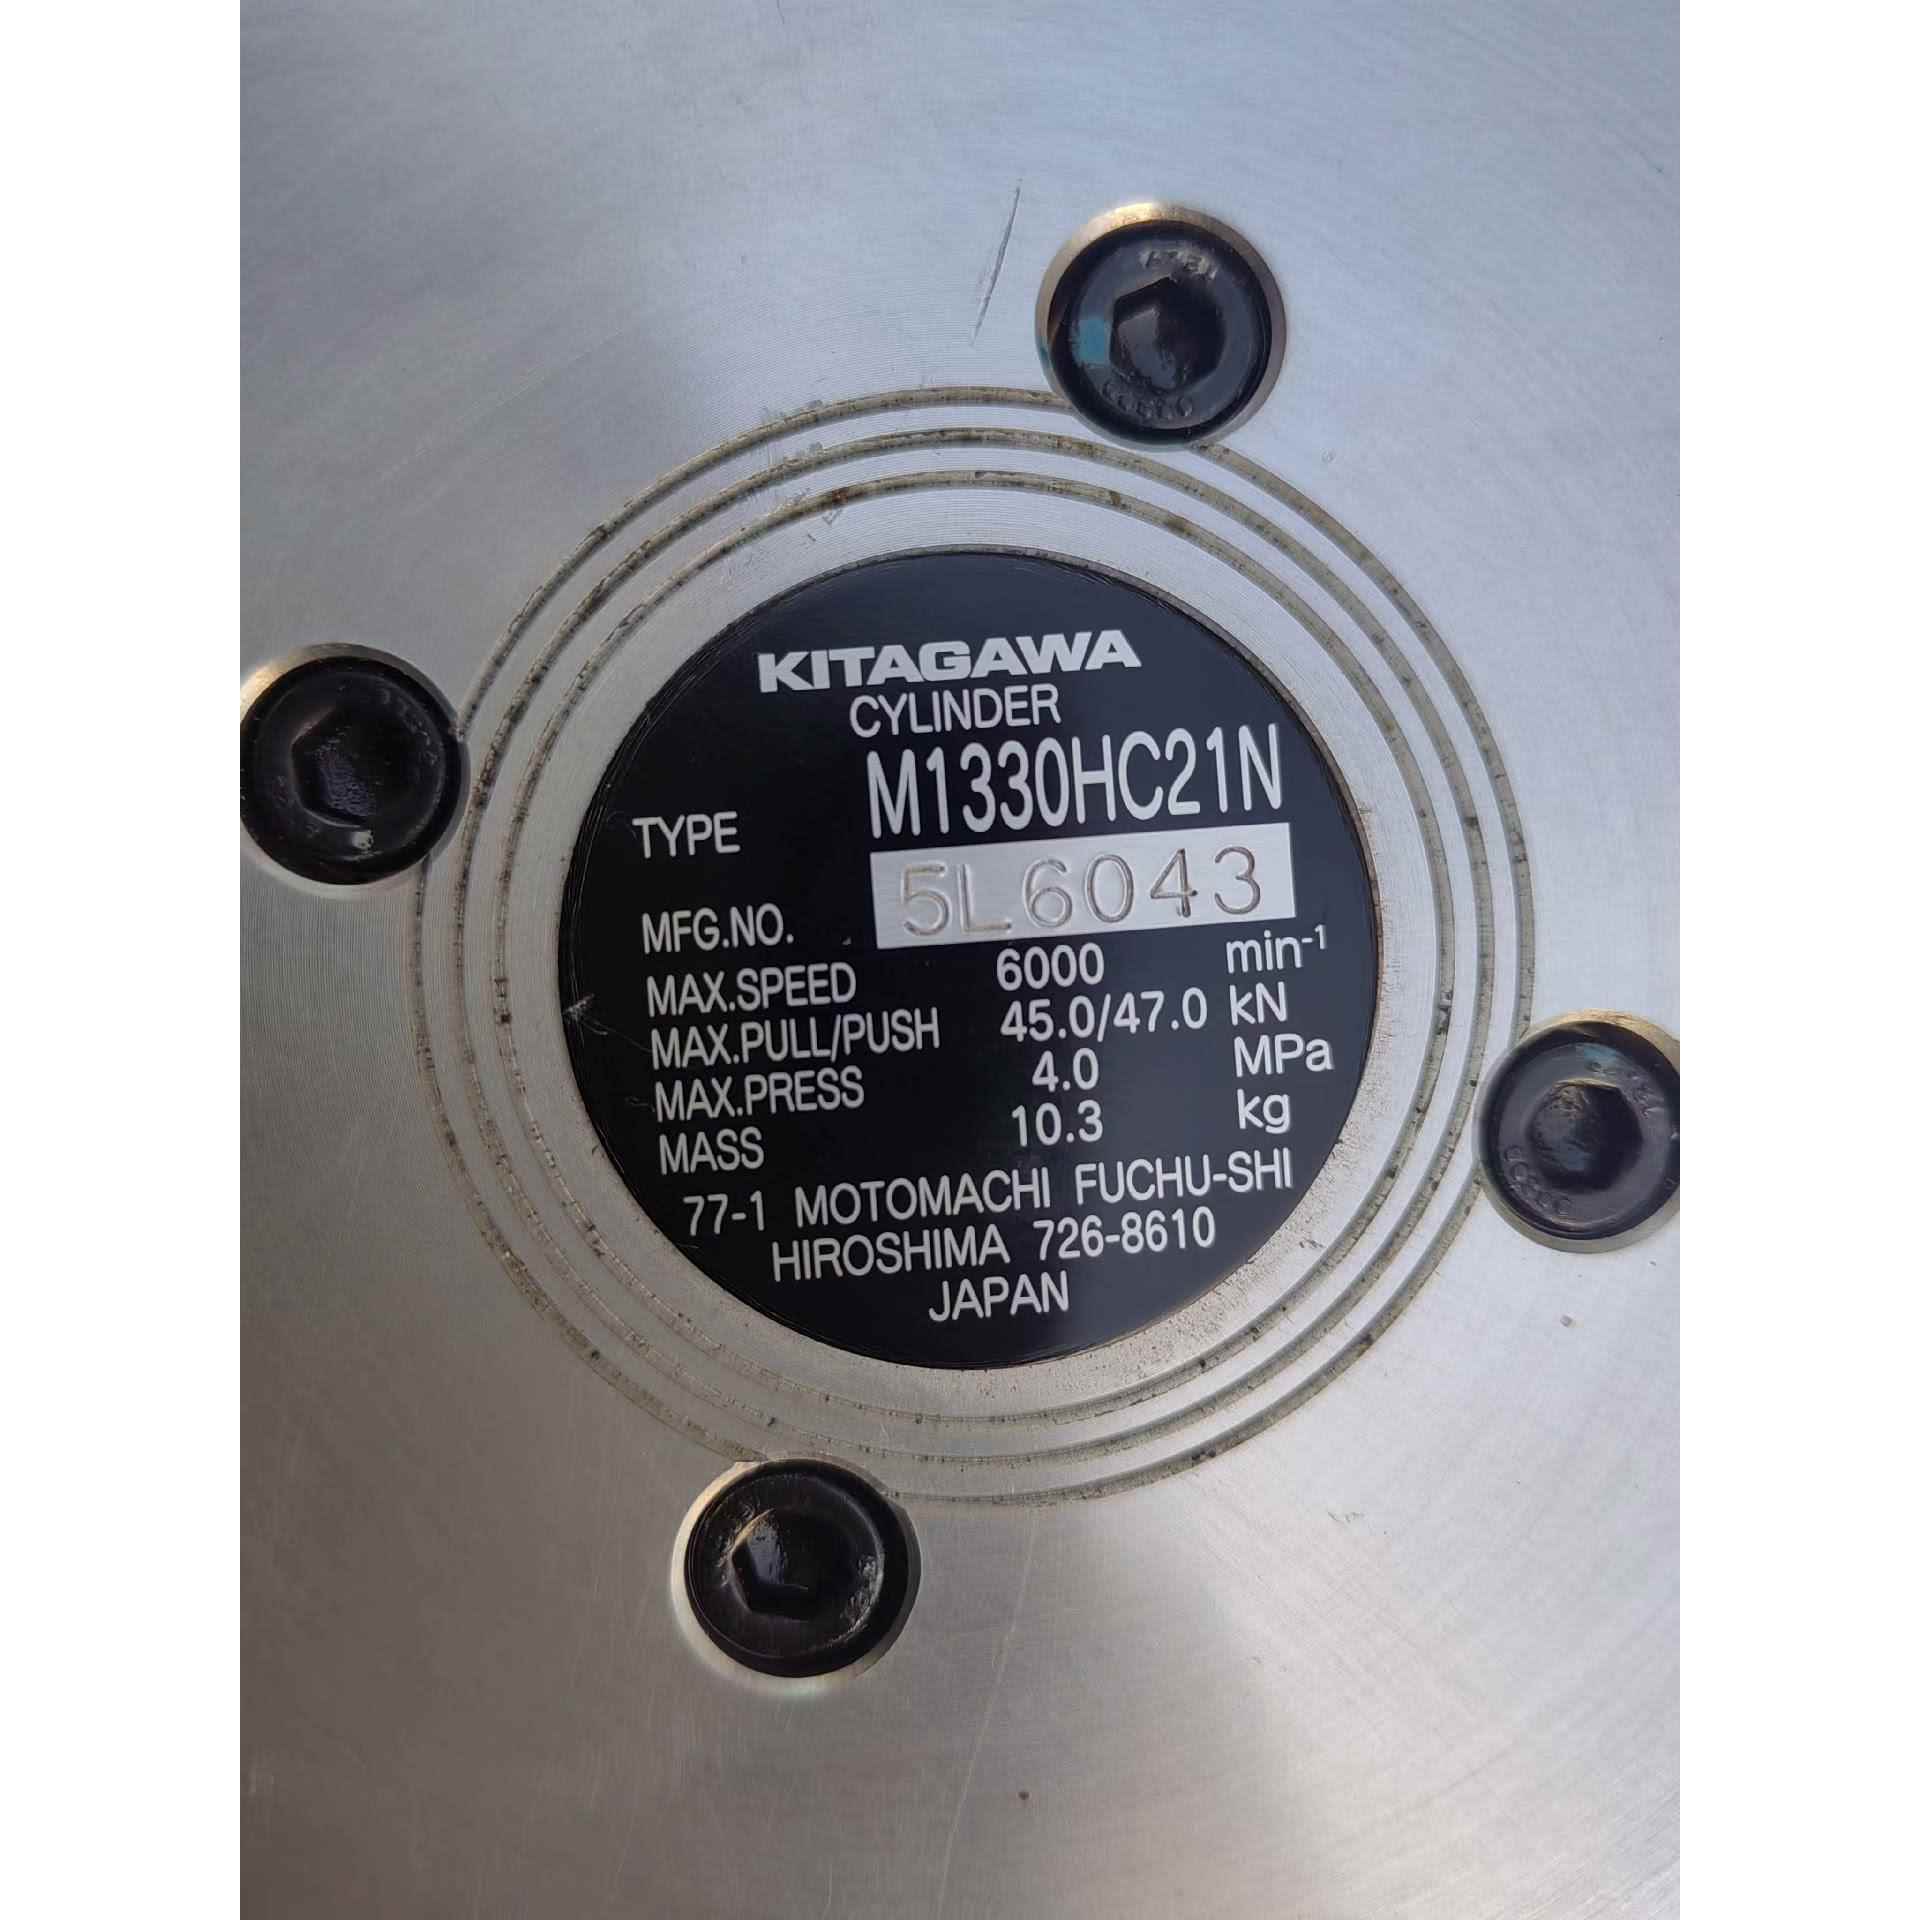 KITAGAWA
CYLINDER
TYPE M1330HC21N
MFG.NO. 5L6043
MAX.SPEED 6000 min-1
MAX.PULL/PUSH 45.0/47.0 kN
MAX.PRESS 4.0 MPa
MASS 10.3 kg
77-1 MOTOMACHI FUCHU-SHI
HIROSHIMA 726-8610
JAPAN